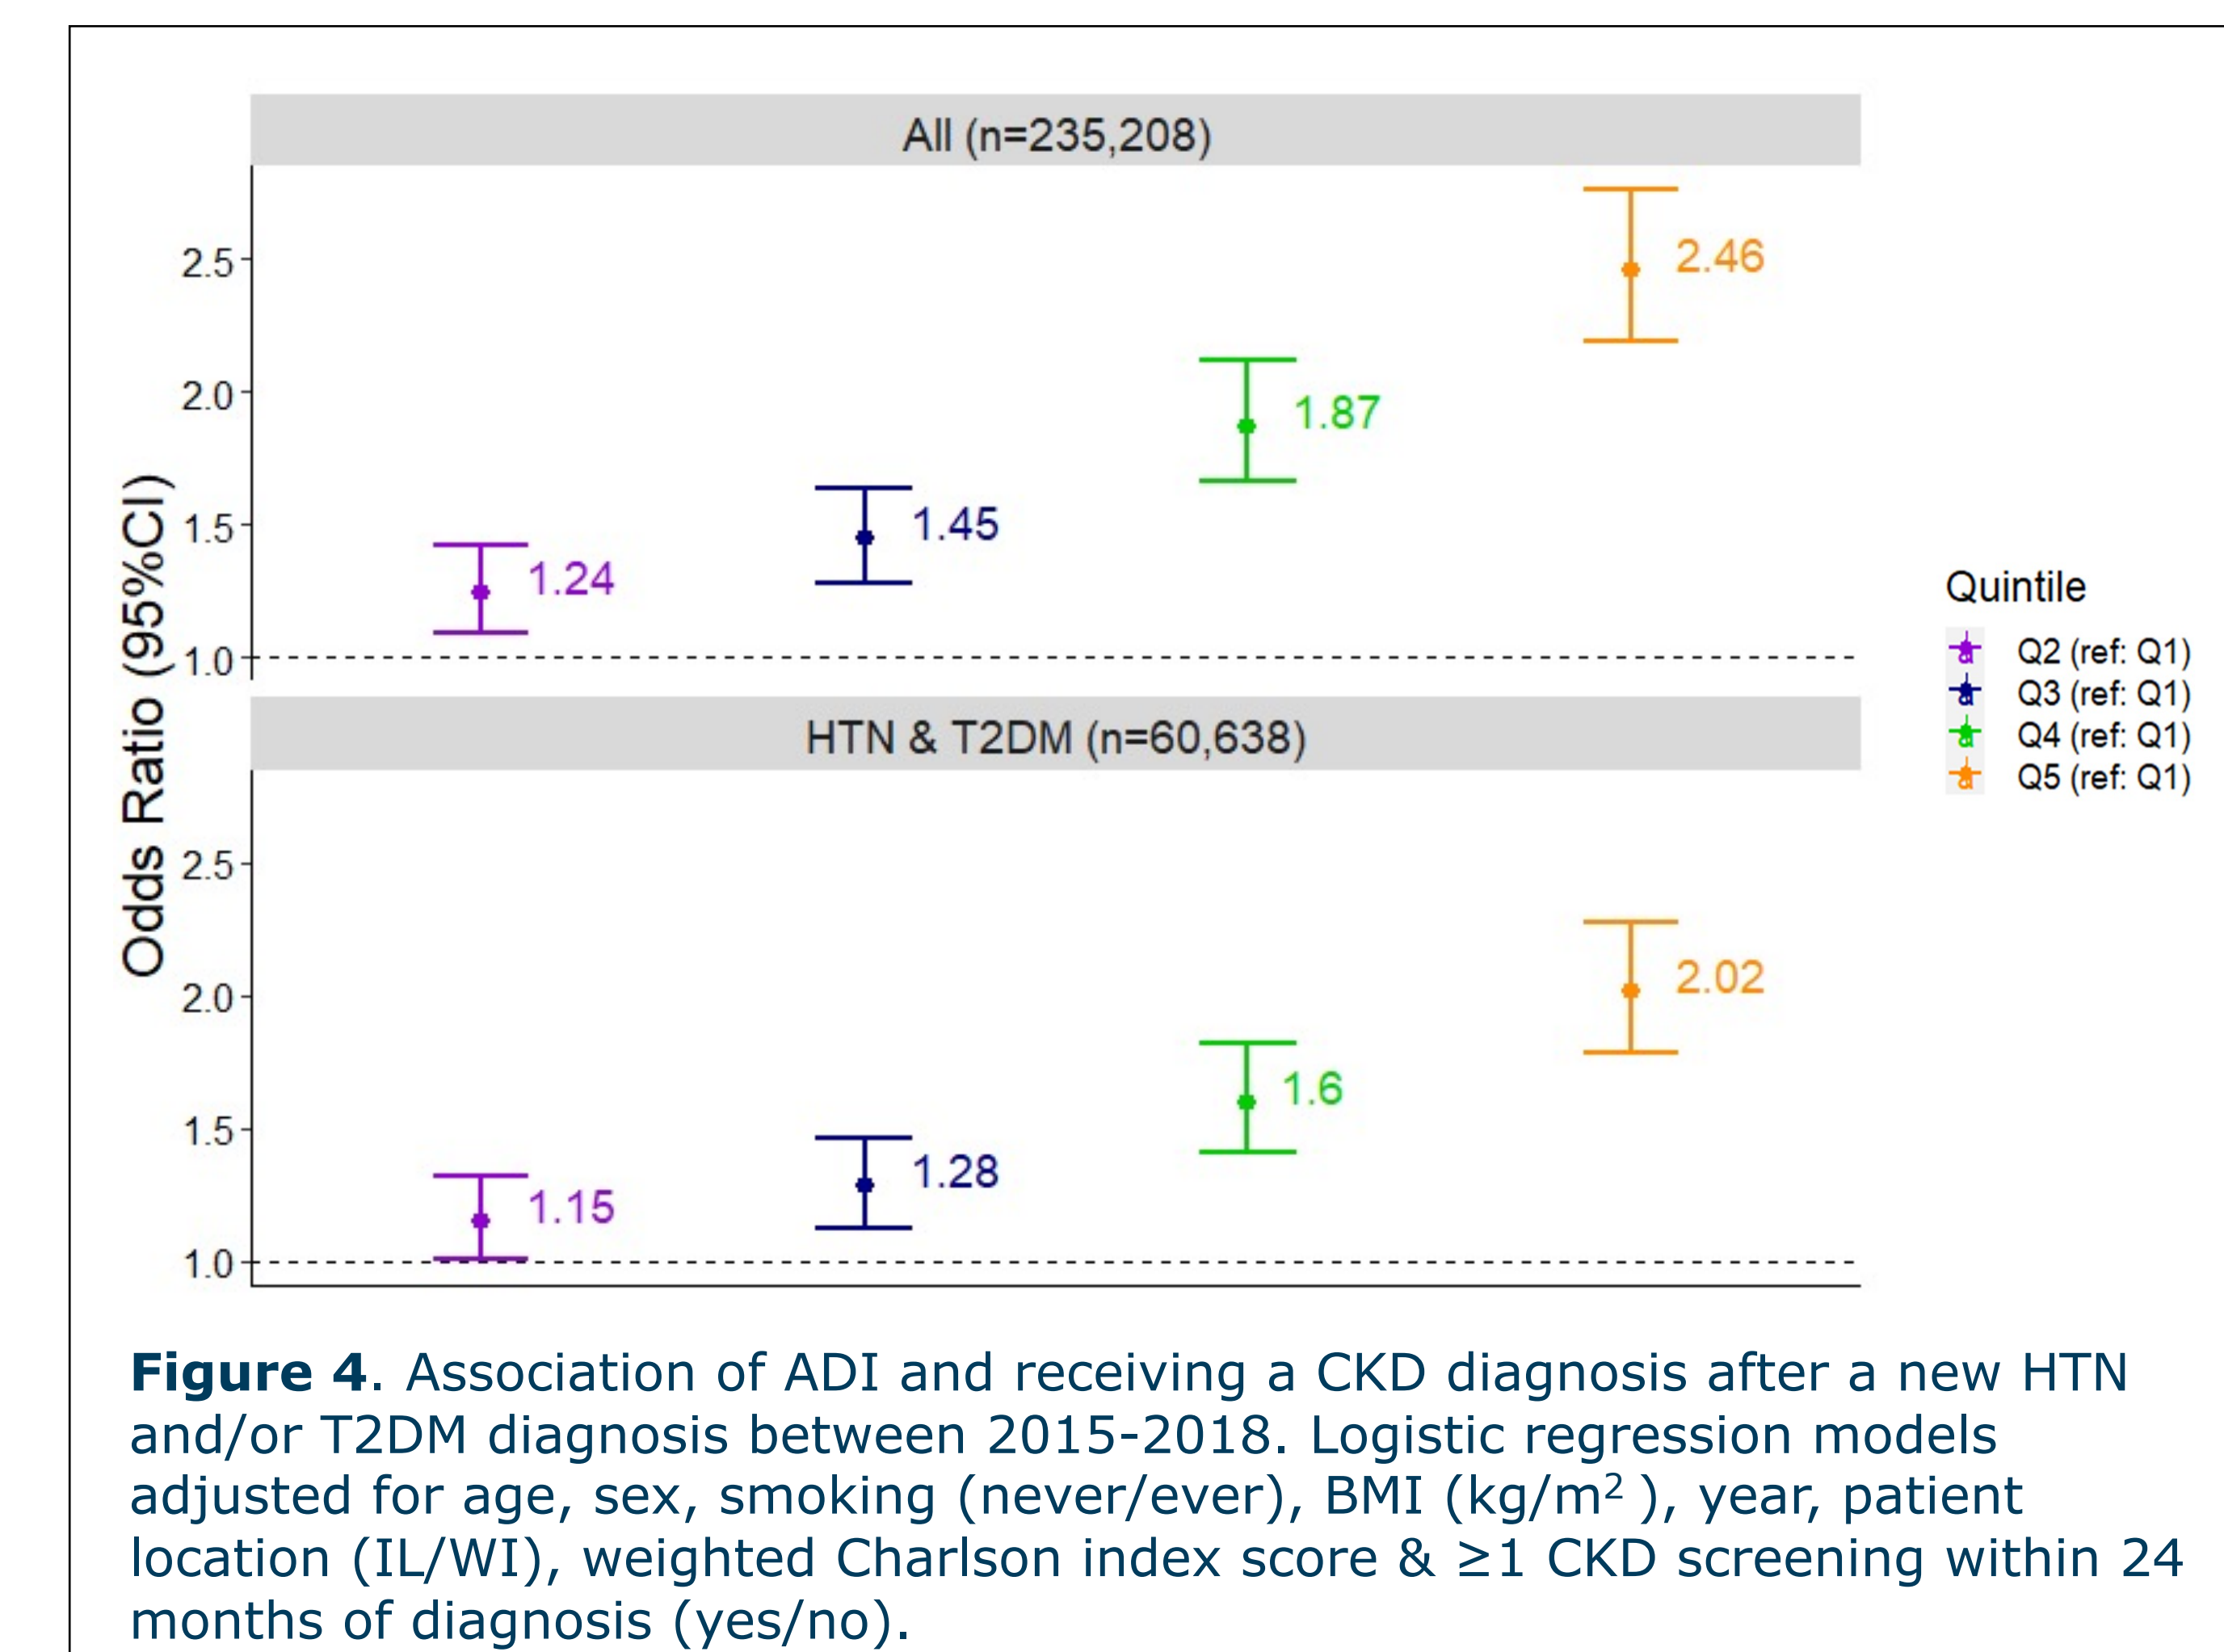 All (n=235,208)
2.5
2.0
1.5
1.0
2.46
1.87
1.45
1.24
Odds Ratio (95%CI)
HTN & T2DM (n=60,638)
2.5
2.0
1.5
1.0
2.02
1.6
1.28
1.15
Quintile
Q2 (ref: Q1)
Q3 (ref: Q1)
Q4 (ref: Q1)
Q5 (ref: Q1)
Figure 4. Association of ADI and receiving a CKD diagnosis after a new HTN
and/or T2DM diagnosis between 2015-2018. Logistic regression models
adjusted for age, sex, smoking (never/ever), BMI (kg/m² ), year, patient
location (IL/WI), weighted Charlson index score & ≥1 CKD screening within 24
months of diagnosis (yes/no).